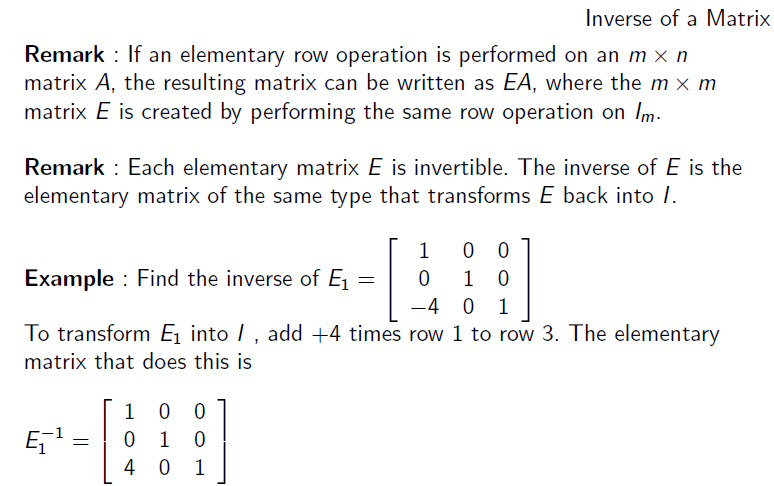 Inverse of a Matrix
Remark : If an elementary row operation is performed on an m × n
matrix A, the resulting matrix can be written as EA, where the m × m
matrix E is created by performing the same row operation on Iₘ.
Remark : Each elementary matrix E is invertible. The inverse of E is the
elementary matrix of the same type that transforms E back into I.
Example : Find the inverse of E₁ =
1 0 0
0 1 0
−4 0 1
To transform E₁ into I , add +4 times row 1 to row 3. The elementary
matrix that does this is
E₁⁻¹ =
1 0 0
0 1 0
4 0 1